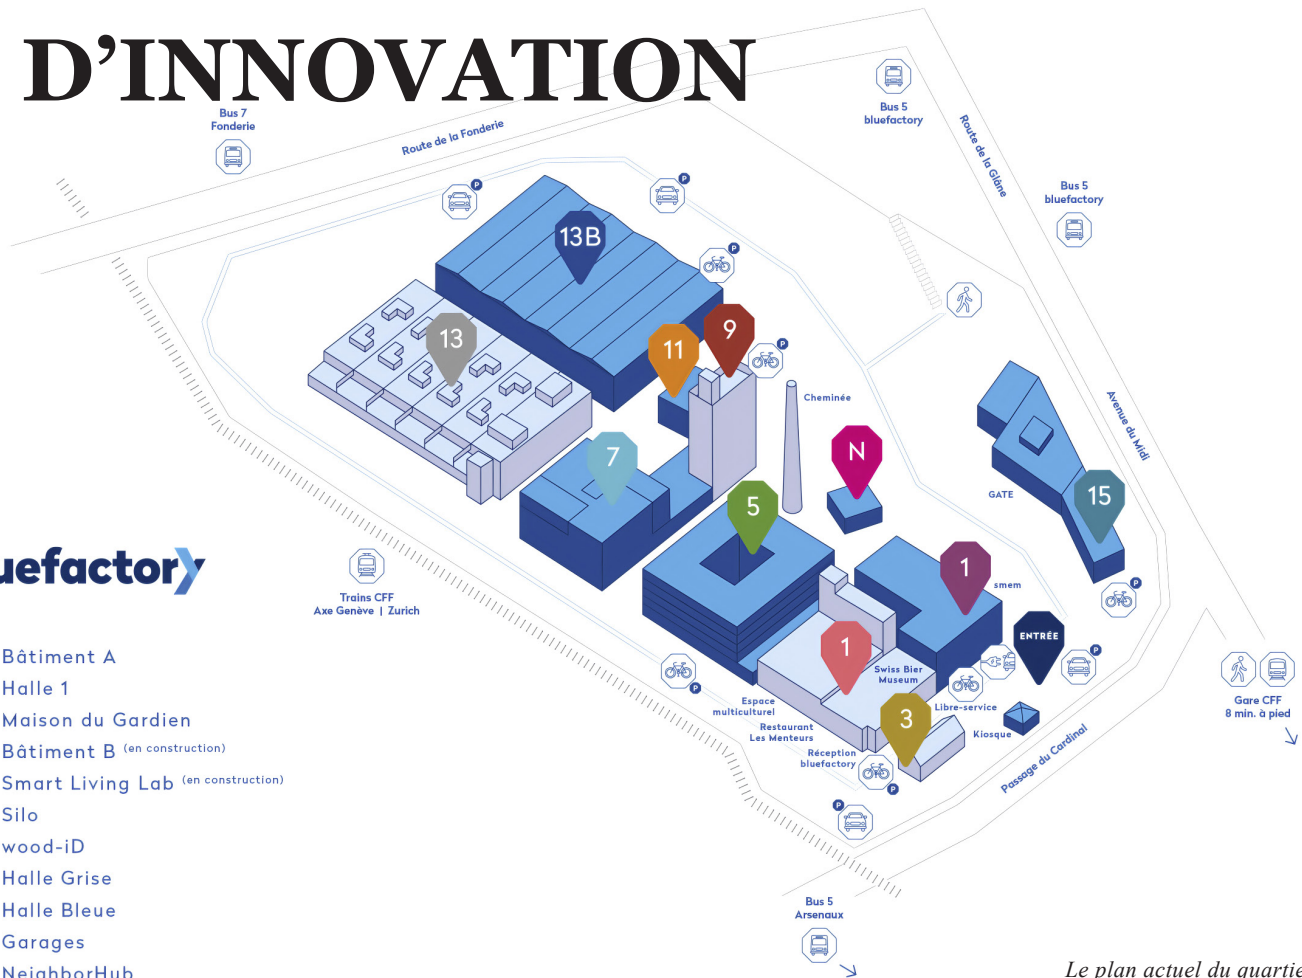 D’INNOVATION
Bus 7
Fonderie
Route de la Fonderie
Bus 5
bluefactory
Route de la Glâne
Bus 5
bluefactory
P
P
P
13B
13
11
9
P
Cheminée
Avenue du Midi
7
N
5
GATE
15
1
smem
P
uefactory
Trains CFF
Axe Genève | Zurich
ENTRÉE
P
1
Swiss Bier
Museum
P
Espace
multiculturel
Libre-service
3
Restaurant
Les Menteurs
Kiosque
Réception
bluefactory
P
P
Passage du Cardinal
Gare CFF
8 min. à pied
Bâtiment A
Halle 1
Maison du Gardien
Bâtiment B (en construction)
Smart Living Lab (en construction)
Silo
wood-iD
Halle Grise
Halle Bleue
Garages
NeighborHub
Bus 5
Arsenaux
Le plan actuel du quartie